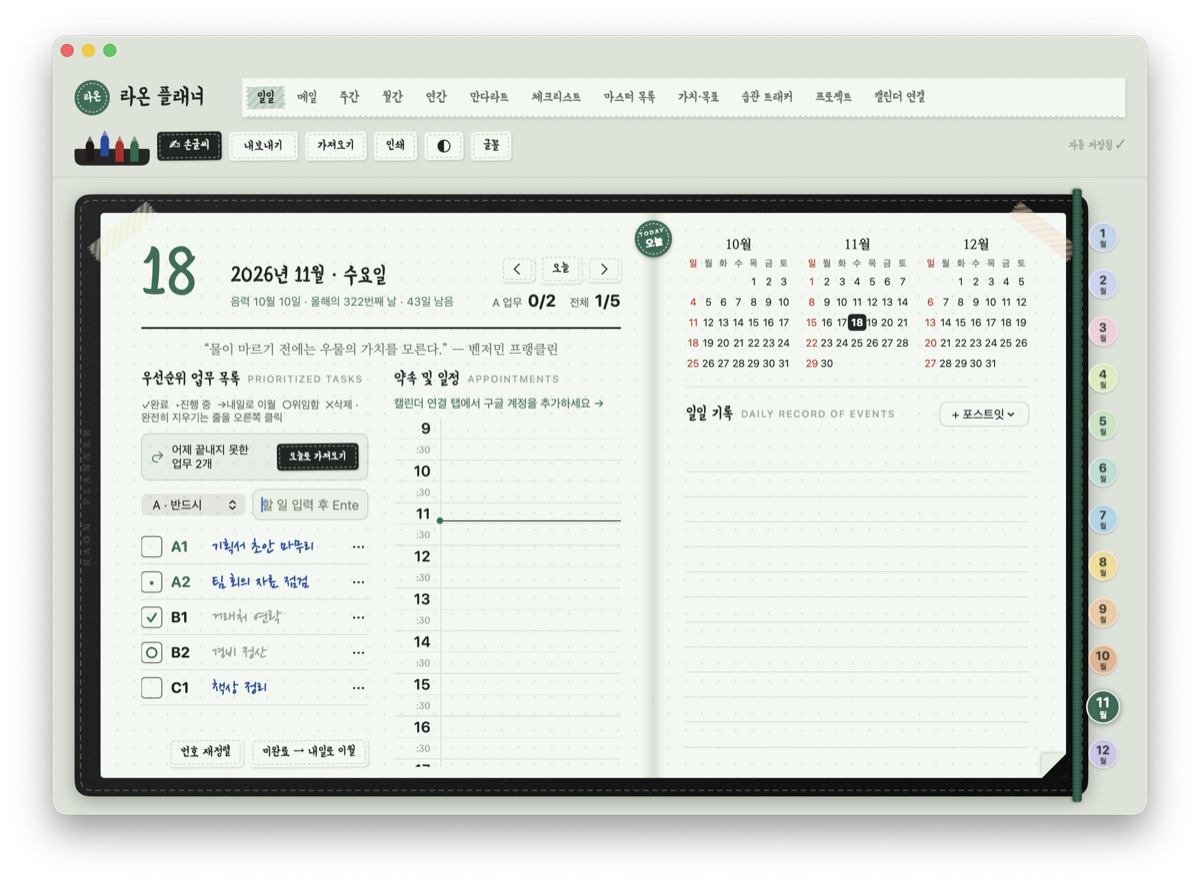 라온 라온 플래너
일일 메일 주간 월간 연간 만다라트 체크리스트 마스터 목록 가치·목표 습관 트래커 프로젝트 캘린더 연결
✍ 손글씨 내보내기 가져오기 인쇄 글꼴 자동 저장됨 ✓
RAON PLANNER
18
2026년 11월 · 수요일
음력 10월 10일 · 올해의 322번째 날 · 43일 남음
< 오늘 >
A 업무 0/2 전체 1/5
“물이 마르기 전에는 우물의 가치를 모른다.” — 벤저민 프랭클린
우선순위 업무 목록 PRIORITIZED TASKS
✓완료 •진행 중 →내일로 이월 ○위임함 ✕삭제 ·
완전히 지우기는 줄을 오른쪽 클릭
어제 끝내지 못한
업무 2개
오늘로 가져오기
A · 반드시 할 일 입력 후 Ente
A1 기획서 초안 마무리 ···
A2 팀 회의 자료 점검 ···
B1 거래처 연락 ···
B2 경비 정산 ···
C1 책상 정리 ···
번호 재정렬 미완료 → 내일로 이월
약속 및 일정 APPOINTMENTS
캘린더 연결 탭에서 구글 계정을 추가하세요 →
9
:30
10
:30
11
:30
12
:30
13
:30
14
:30
15
:30
16
:30
TODAY
오늘
10월
일 월 화 수 목 금 토
1 2 3
4 5 6 7 8 9 10
11 12 13 14 15 16 17
18 19 20 21 22 23 24
25 26 27 28 29 30 31
11월
일 월 화 수 목 금 토
1 2 3 4 5 6 7
8 9 10 11 12 13 14
15 16 17 18 19 20 21
22 23 24 25 26 27 28
29 30
12월
일 월 화 수 목 금 토
1 2 3 4 5
6 7 8 9 10 11 12
13 14 15 16 17 18 19
20 21 22 23 24 25 26
27 28 29 30 31
일일 기록 DAILY RECORD OF EVENTS
+ 포스트잇
1
월
2
월
3
월
4
월
5
월
6
월
7
월
8
월
9
월
10
월
11
월
12
월